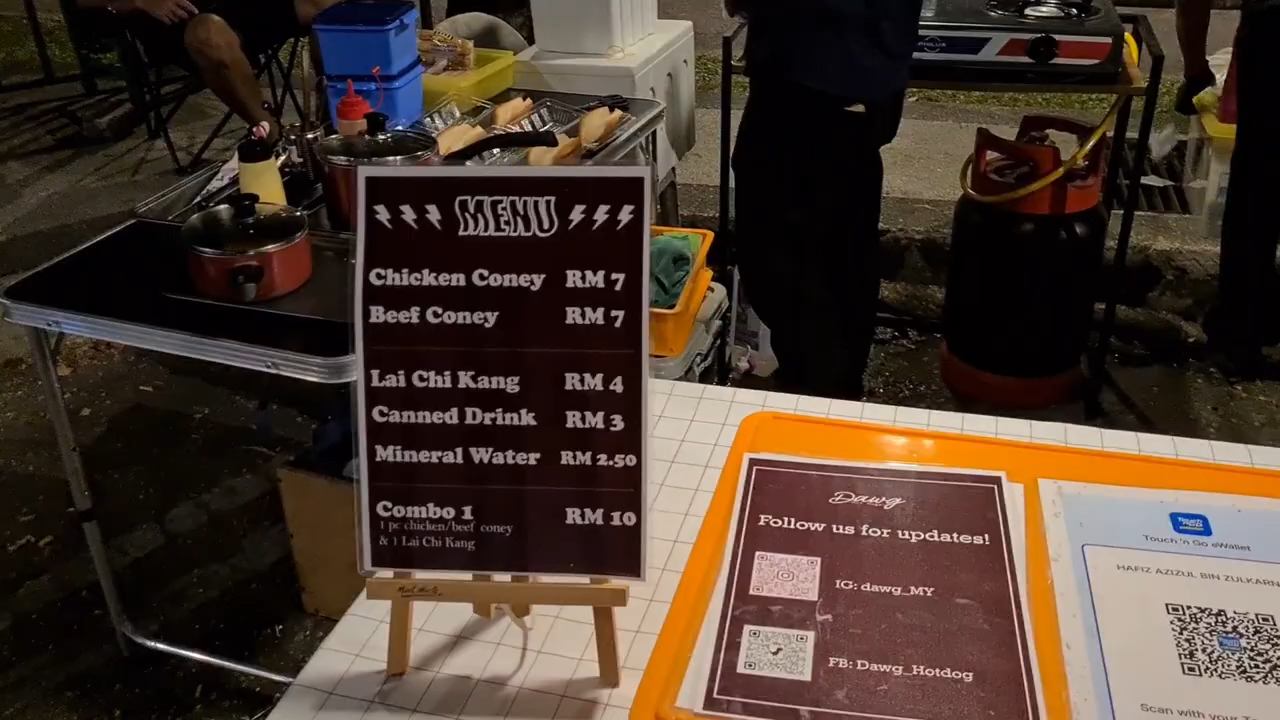 MENU
Chicken Coney RM 7
Beef Coney RM 7
Lai Chi Kang RM 4
Canned Drink RM 3
Mineral Water RM 2.50
Combo 1 RM 10
1 pc chicken/beef coney
& 1 Lai Chi Kang
Dawg
Follow us for updates!
IG: dawg_MY
FB: Dawg_Hotdog
Touch 'n Go eWallet
HAFIZ AZIZUL BIN ZULKARN
Scan with your To